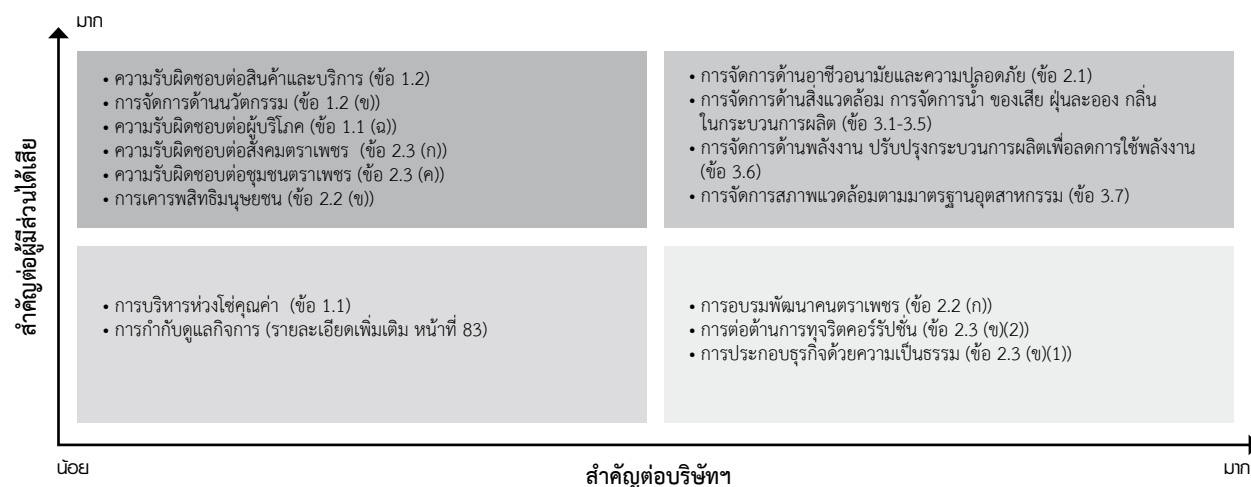 มาก
สำคัญต่อผู้มีส่วนได้เสีย
• ความรับผิดชอบต่อสินค้าและบริการ (ข้อ 1.2)
• การจัดการด้านนวัตกรรม (ข้อ 1.2 (ข))
• ความรับผิดชอบต่อผู้บริโภค (ข้อ 1.1 (ฉ))
• ความรับผิดชอบต่อสังคมตราเพชร (ข้อ 2.3 (ก))
• ความรับผิดชอบต่อชุมชนตราเพชร (ข้อ 2.3 (ค))
• การเคารพสิทธิมนุษยชน (ข้อ 2.2 (ข))
• การจัดการด้านอาชีวอนามัยและความปลอดภัย (ข้อ 2.1)
• การจัดการด้านสิ่งแวดล้อม การจัดการน้ำ ของเสีย ฝุ่นละออง กลิ่น
ในกระบวนการผลิต (ข้อ 3.1-3.5)
• การจัดการด้านพลังงาน ปรับปรุงกระบวนการผลิตเพื่อลดการใช้พลังงาน
(ข้อ 3.6)
• การจัดการสภาพแวดล้อมตามมาตรฐานอุตสาหกรรม (ข้อ 3.7)
• การบริหารห่วงโซ่คุณค่า (ข้อ 1.1)
• การกำกับดูแลกิจการ (รายละเอียดเพิ่มเติม หน้าที่ 83)
• การอบรมพัฒนาคนตราเพชร (ข้อ 2.2 (ก))
• การต่อต้านการทุจริตคอร์รัปชั่น (ข้อ 2.3 (ข)(2))
• การประกอบธุรกิจด้วยความเป็นธรรม (ข้อ 2.3 (ข)(1))
น้อย
สำคัญต่อบริษัทฯ
มาก